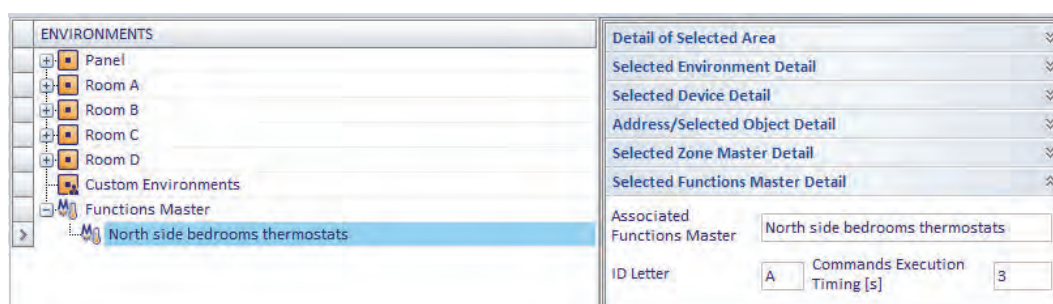 ENVIRONMENTS
Panel
Room A
Room B
Room C
Room D
Custom Environments
Functions Master
North side bedrooms thermostats
Detail of Selected Area
Selected Environment Detail
Selected Device Detail
Address/Selected Object Detail
Selected Zone Master Detail
Selected Functions Master Detail
Associated
Functions Master
North side bedrooms thermostats
ID Letter
A
Commands Execution
Timing [s]
3